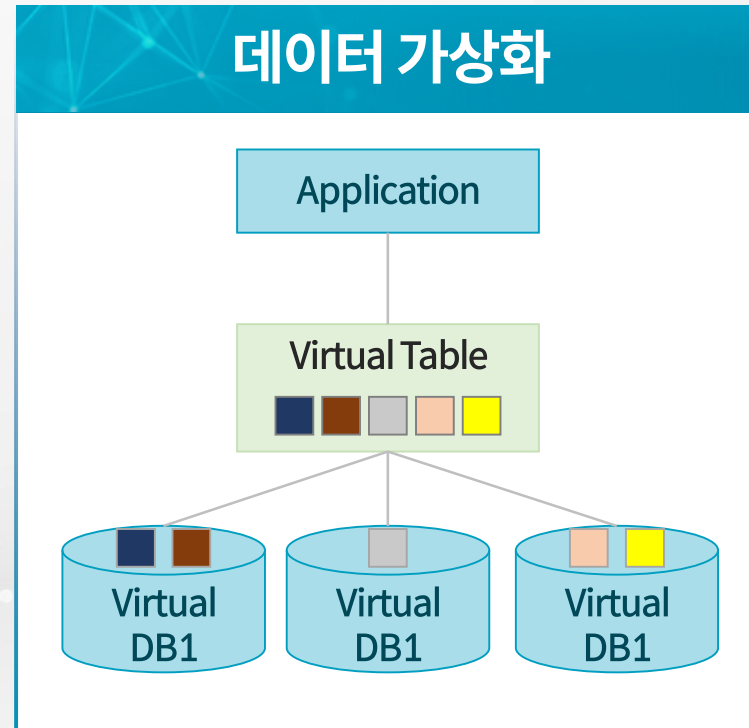 데이터 가상화
Application
Virtual Table
Virtual
DB1
Virtual
DB1
Virtual
DB1